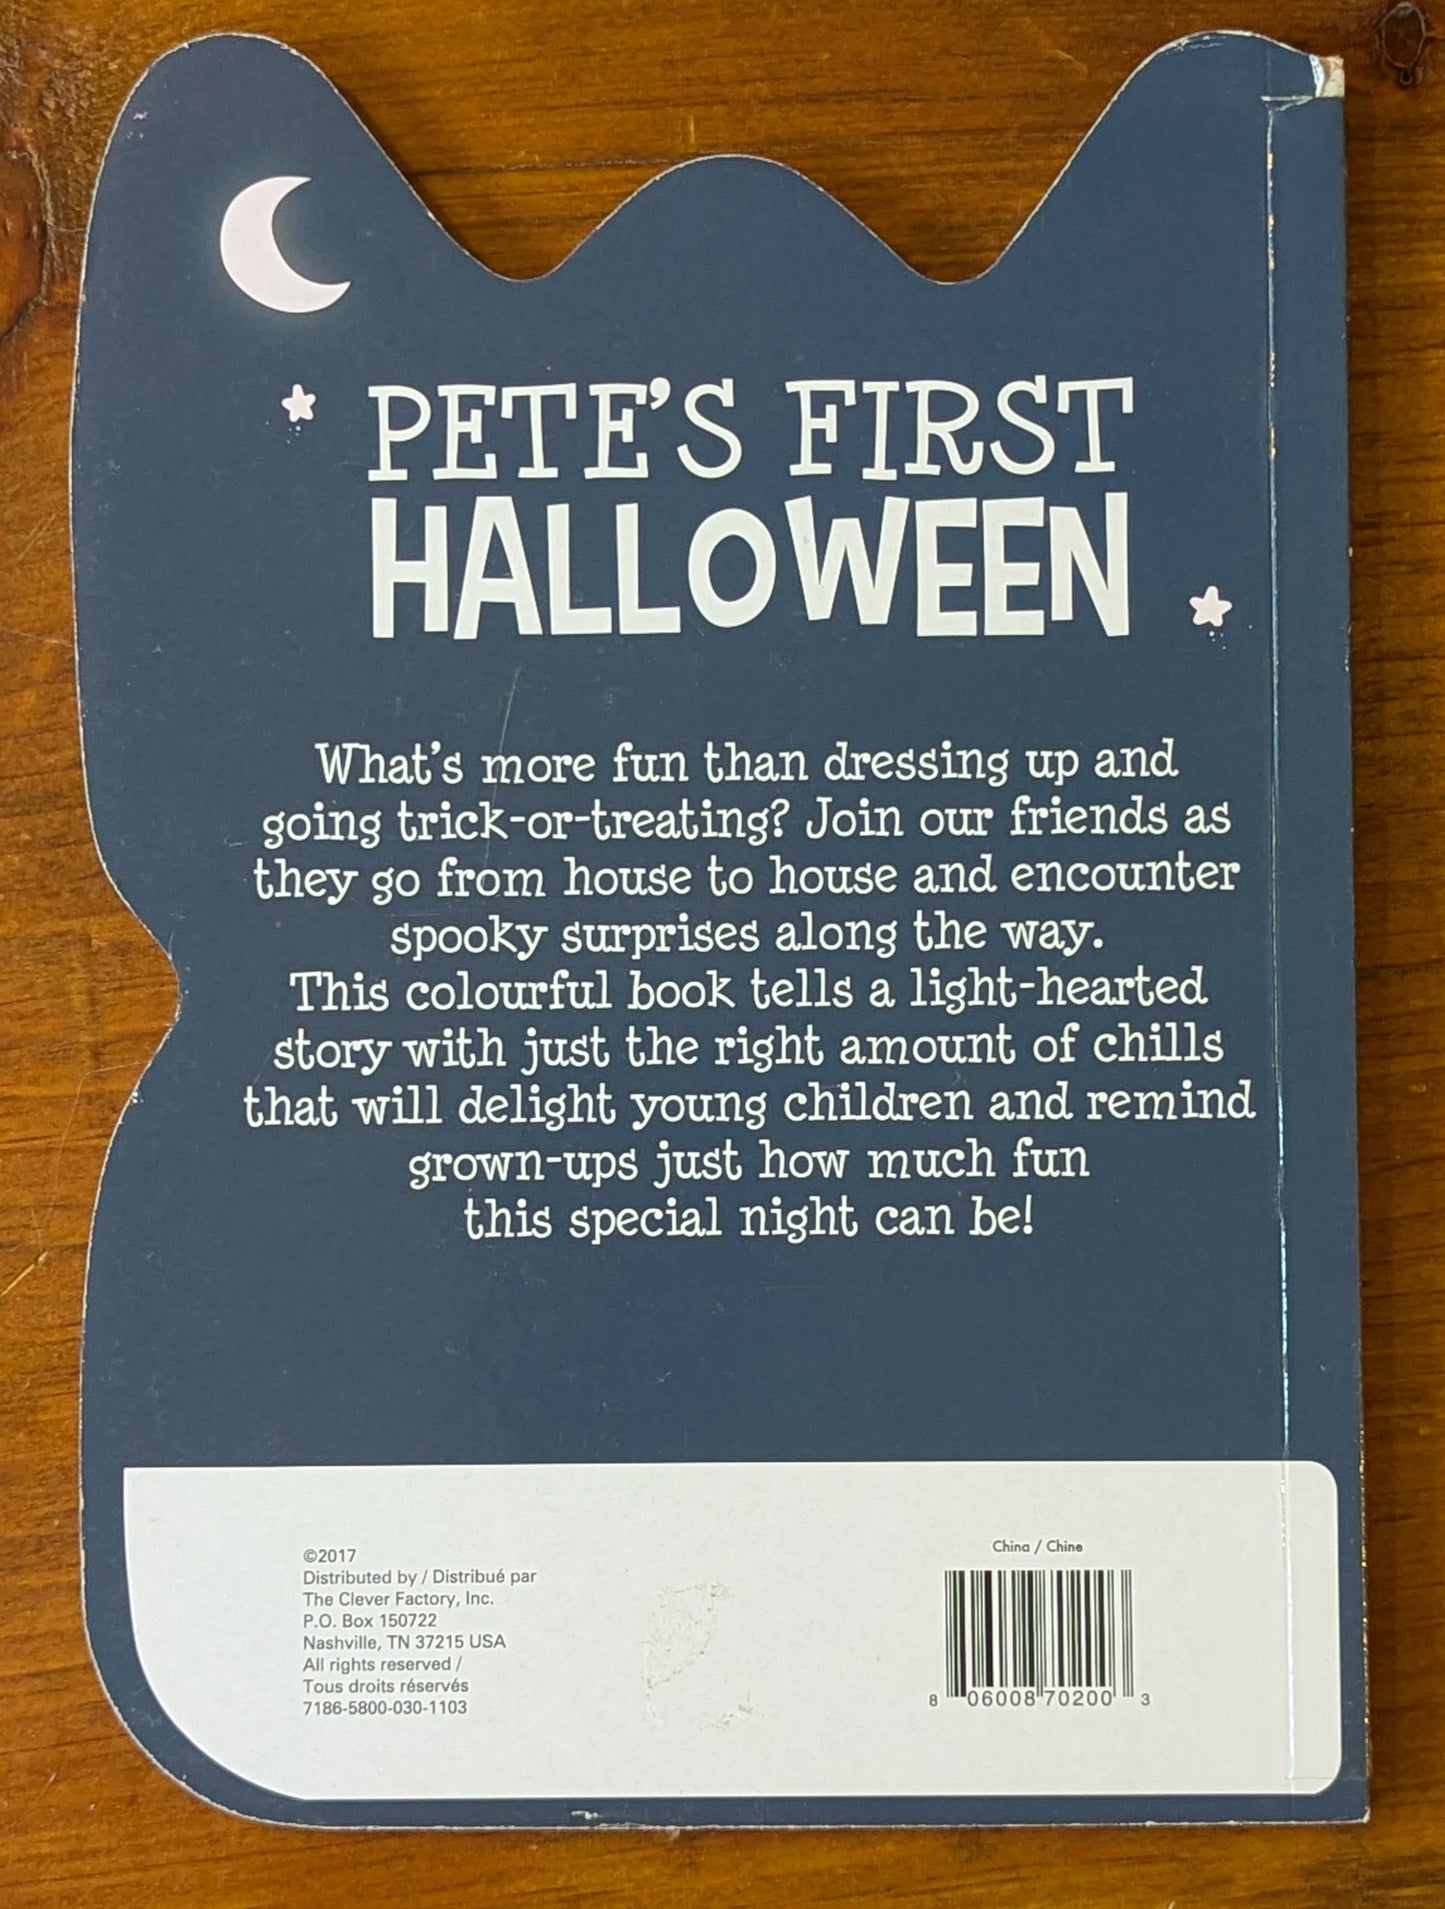 PETE'S FIRST
HALLOWEEN
What's more fun than dressing up and
going trick-or-treating? Join our friends as
they go from house to house and encounter
spooky surprises along the way.
This colourful book tells a light-hearted
story with just the right amount of chills
that will delight young children and remind
grown-ups just how much fun
this special night can be!
©2017
Distributed by / Distribué par
The Clever Factory, Inc.
P.O. Box 150722
Nashville, TN 37215 USA
All rights reserved /
Tous droits réservés
7186-5800-030-1103
China / Chine
8 06008 70200 3